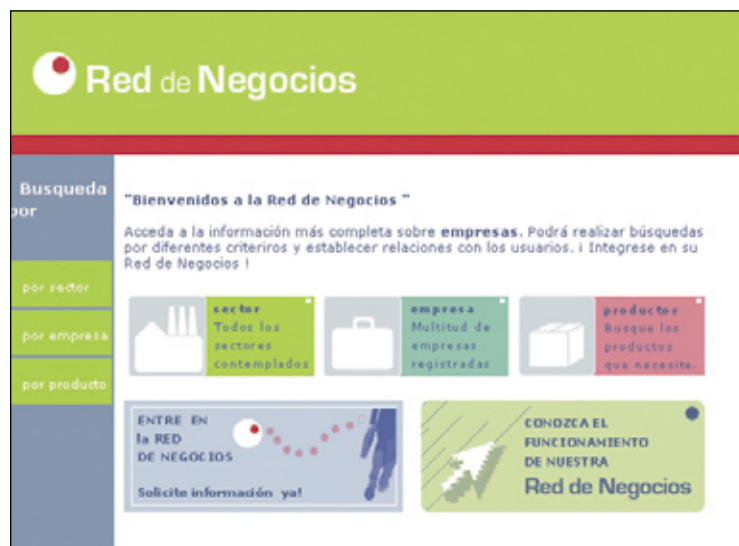 Red de Negocios
Busqueda
por
por sector
por empresa
por producto
"Bienvenidos a la Red de Negocios "
Acceda a la información más completa sobre empresas. Podrá realizar búsquedas
por diferentes criteriros y establecer relaciones con los usuarios. ¡ Integrese en su
Red de Negocios !
sector
Todos los
sectores
contemplados
empresa
Multitud de
empresas
registradas
productos
Busque los
productos
que necesite.
ENTRE EN
la RED
DE NEGOCIOS
Solicite información ya!
CONOZCA EL
FUNCIONAMIENTO
DE NUESTRA
Red de Negocios